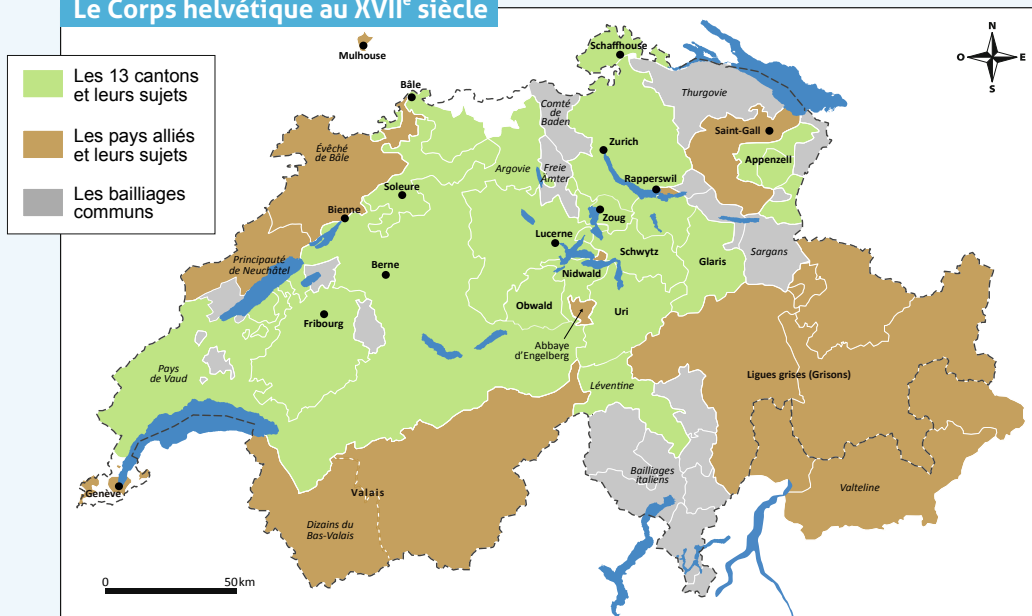 Le Corps helvétique au XVIIe siècle
Les 13 cantons
et leurs sujets
Les pays alliés
et leurs sujets
Les bailliages
communs
N
O
E
S
Mulhouse
Schaffhouse
Bâle
Thurgovie
Comté
de
Baden
Saint-Gall
Évêché
de Bâle
Zurich
Appenzell
Argovie
Freie
Ämter
Rapperswil
Soleure
Bienne
Zoug
Lucerne
Schwytz
Glaris
Sargans
Principauté
de Neuchâtel
Berne
Nidwald
Obwald
Uri
Fribourg
Abbaye
d'Engelberg
Pays
de Vaud
Léventine
Ligues grises (Grisons)
Bailliages
italiens
Valteline
Genève
Valais
Dizains du
Bas-Valais
0
50 km